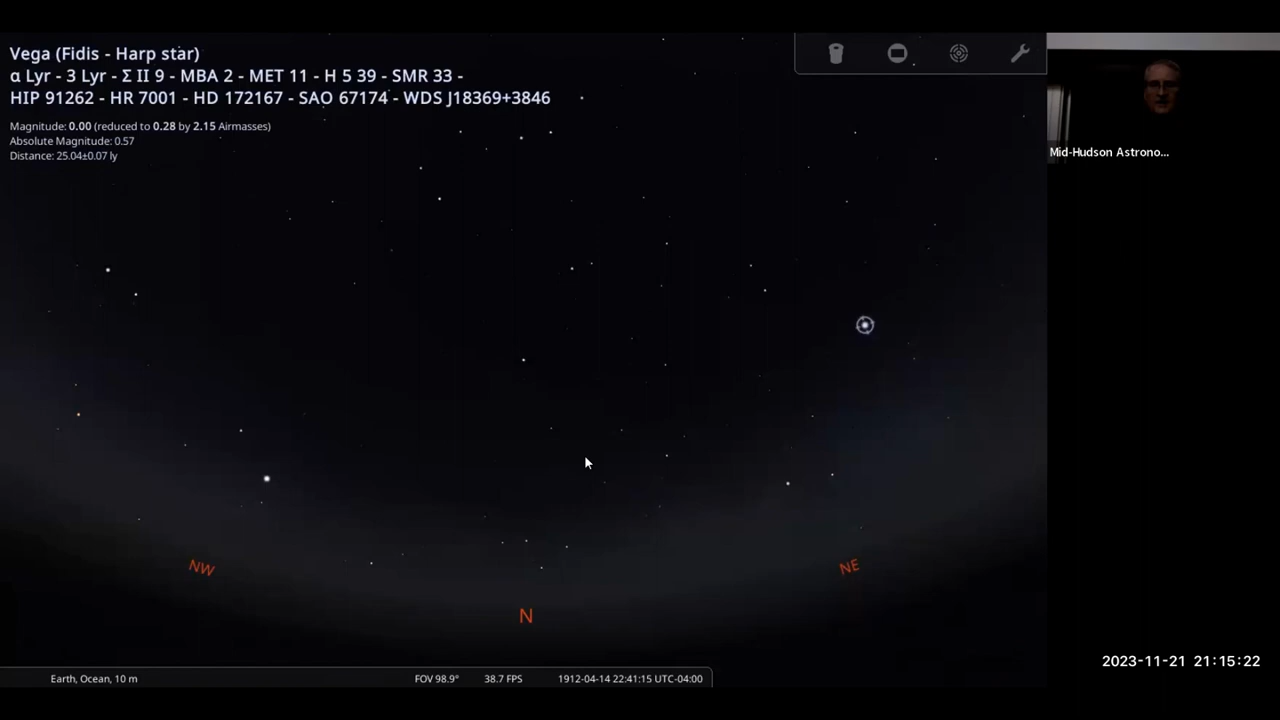 Vega (Fidis - Harp star)
α Lyr - 3 Lyr - Σ II 9 - MBA 2 - MET 11 - H 5 39 - SMR 33 -
HIP 91262 - HR 7001 - HD 172167 - SAO 67174 - WDS J18369+3846
Magnitude: 0.00 (reduced to 0.28 by 2.15 Airmasses)
Absolute Magnitude: 0.57
Distance: 25.04±0.07 ly
Mid-Hudson Astrono...
NW
NE
N
2023-11-21 21:15:22
Earth, Ocean, 10 m
FOV 98.9°
38.7 FPS
1912-04-14 22:41:15 UTC-04:00